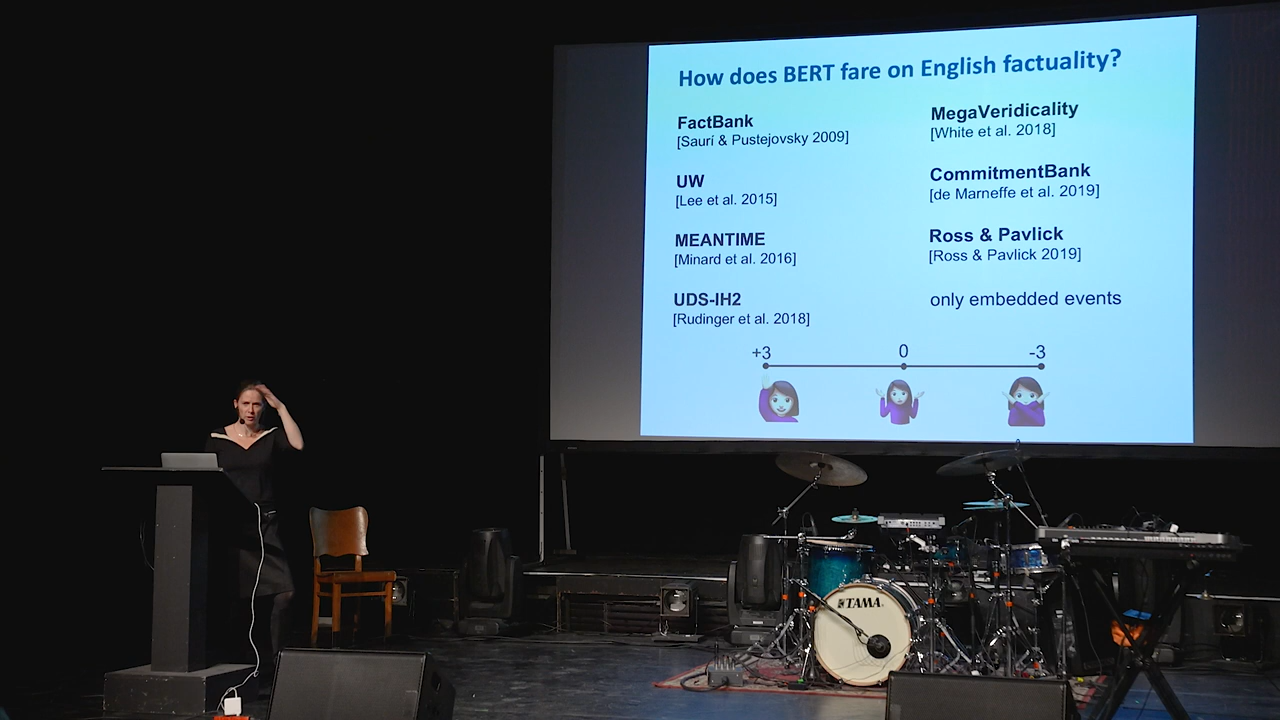 How does BERT fare on English factuality?
FactBank
[Saurí & Pustejovsky 2009]
UW
[Lee et al. 2015]
MEANTIME
[Minard et al. 2016]
UDS-IH2
[Rudinger et al. 2018]
MegaVeridicality
[White et al. 2018]
CommitmentBank
[de Marneffe et al. 2019]
Ross & Pavlick
[Ross & Pavlick 2019]
only embedded events
+3 0 -3
TAMA